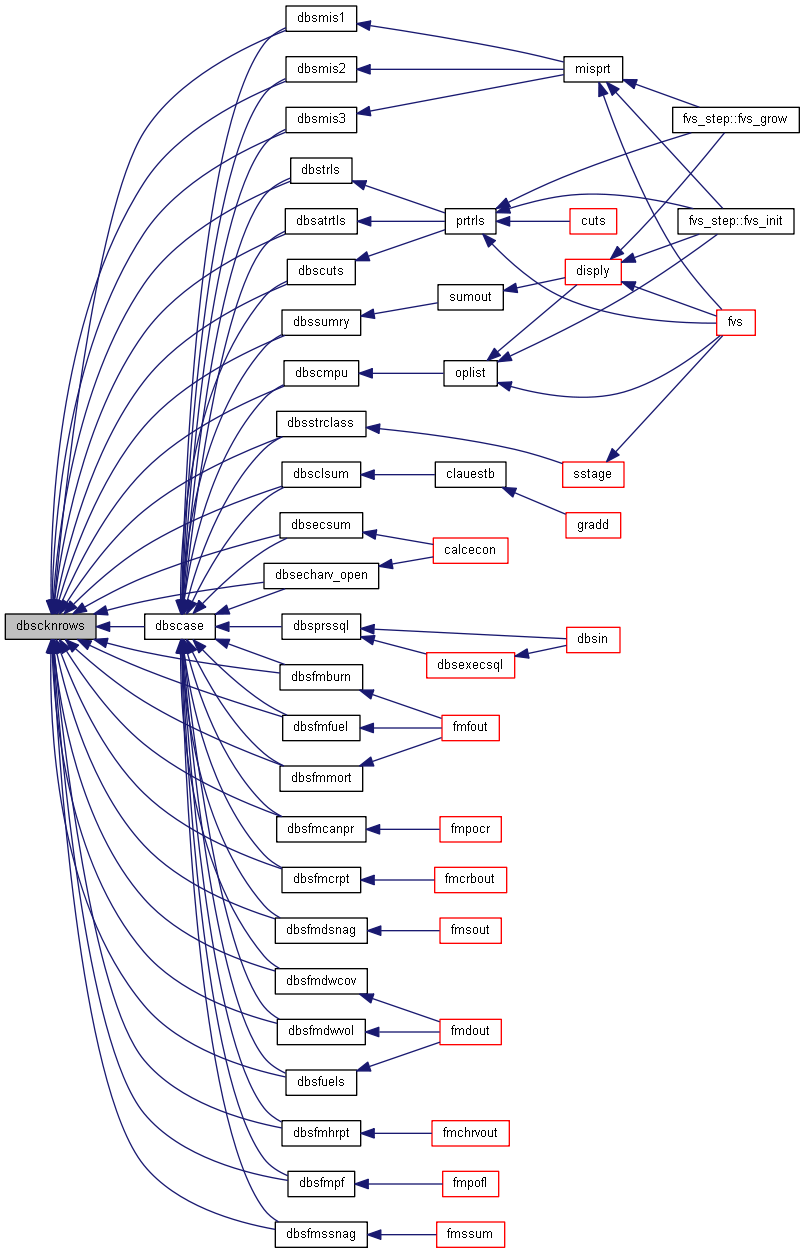 dbsmis1
dbsmis2
misprt
dbsmis3
fvs_step::fvs_grow
dbstrls
dbsatrtls
prtrls
cuts
fvs_step::fvs_init
dbscuts
disply
sumout
dbssumry
fvs
dbscmpu
oplist
dbsstrclass
dbsclsum
clauestb
sstage
dbsecsum
gradd
calcecon
dbsecharv_open
dbscknrows
dbscase
dbsprssql
dbsin
dbsexecsql
dbsfmburn
dbsfmfuel
fmfout
dbsfmmort
dbsfmcanpr
fmpocr
dbsfmcrpt
fmcrbout
dbsfmdsnag
fmsout
dbsfmdwcov
dbsfmdwvol
fmdout
dbsfuels
dbsfmhrpt
fmchrvout
dbsfmpf
fmpofl
dbsfmssnag
fmssum